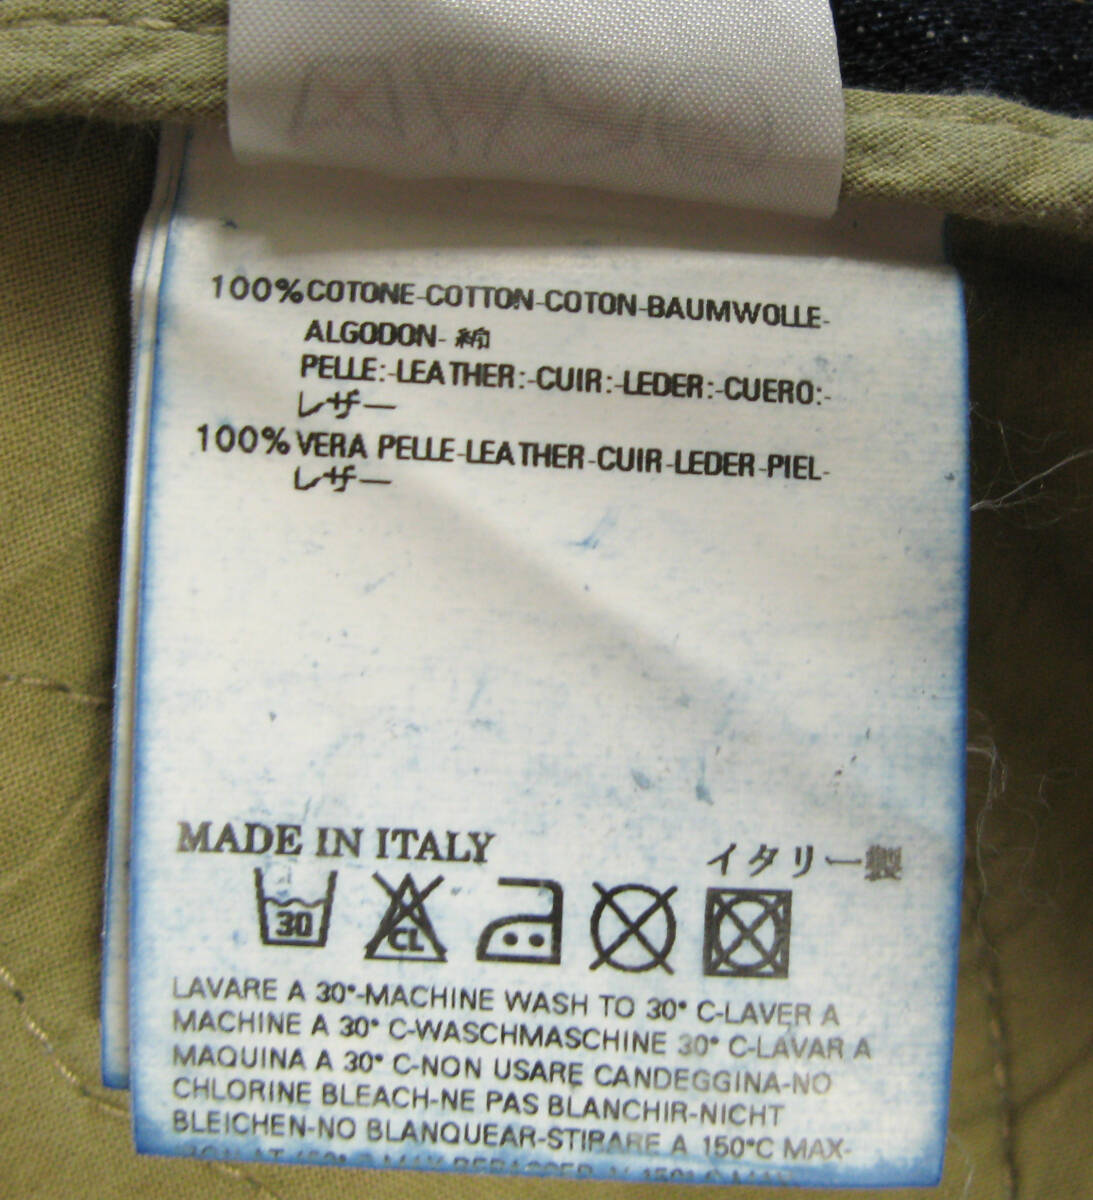 100% COTONE-COTTON-COTON-BAUMWOLLE-
ALGODON-綿
PELLE:-LEATHER:-CUIR:-LEDER:-CUERO:-
レザー
100% VERA PELLE-LEATHER-CUIR-LEDER-PIEL-
レザー
MADE IN ITALY イタリー製
30 CL
LAVARE A 30°-MACHINE WASH TO 30° C-LAVER A
MACHINE A 30° C-WASCHMASCHINE 30° C-LAVAR A
MAQUINA A 30° C-NON USARE CANDEGGINA-NO
CHLORINE BLEACH-NE PAS BLANCHIR-NICHT
BLEICHEN-NO BLANQUEAR-STIRARE A 150°C MAX-